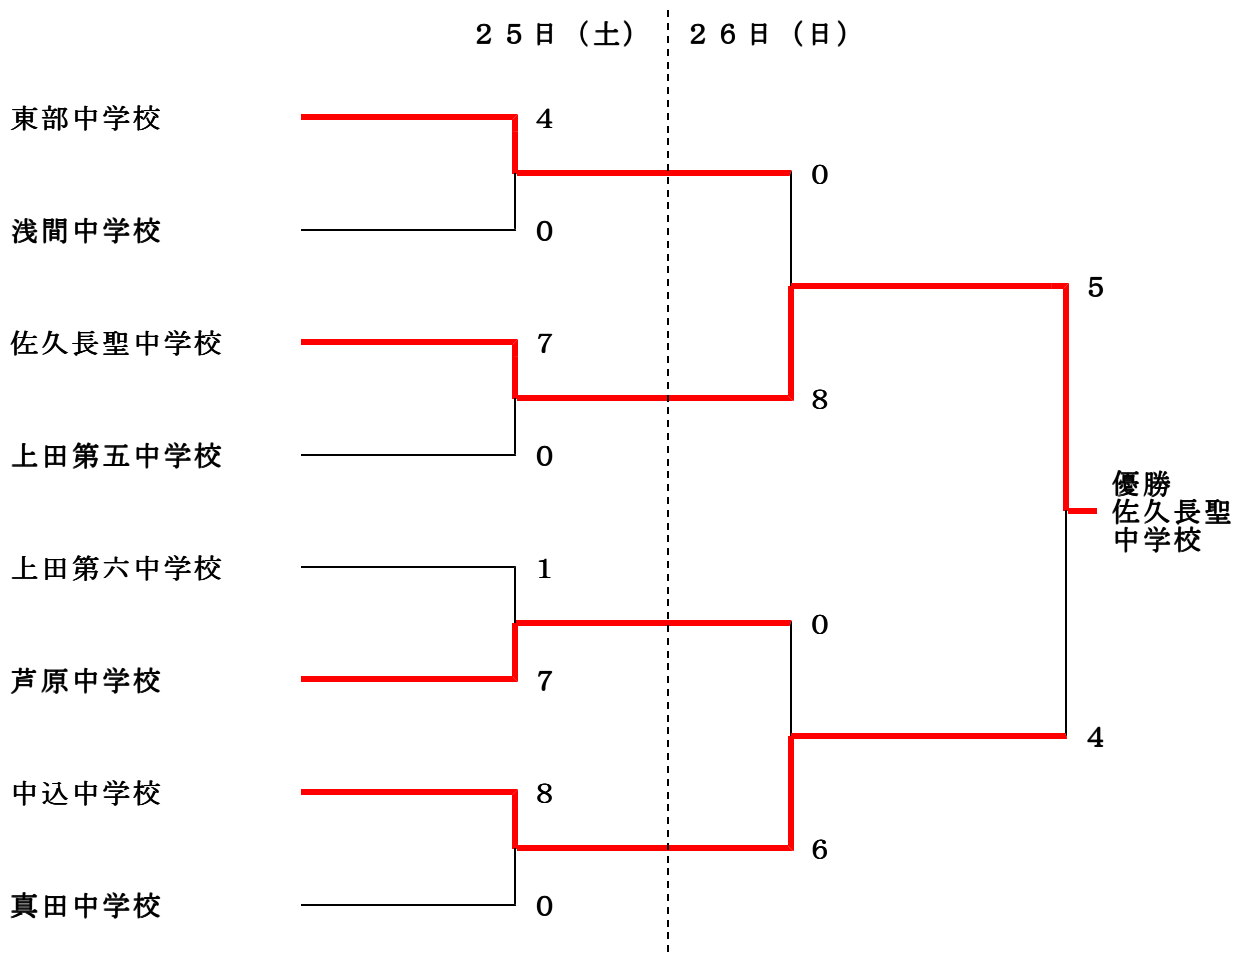 ２５日（土）
２６日（日）
東部中学校
4
0
浅間中学校
0
5
佐久長聖中学校
7
8
上田第五中学校
0
優勝
佐久長聖
中学校
上田第六中学校
1
0
芦原中学校
7
4
中込中学校
8
6
真田中学校
0